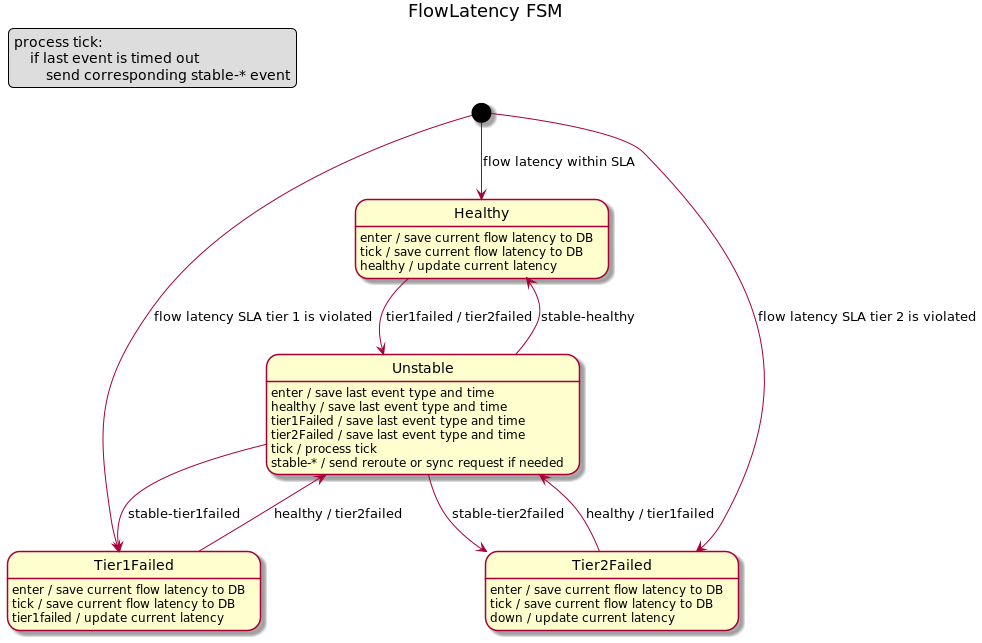 FlowLatency FSM
process tick:
if last event is timed out
send corresponding stable-* event
flow latency within SLA
Healthy
enter / save current flow latency to DB
tick / save current flow latency to DB
healthy / update current latency
flow latency SLA tier 1 is violated
tier1failed / tier2failed
stable-healthy
flow latency SLA tier 2 is violated
Unstable
enter / save last event type and time
healthy / save last event type and time
tier1Failed / save last event type and time
tier2Failed / save last event type and time
tick / process tick
stable-* / send reroute or sync request if needed
stable-tier1failed
healthy / tier2failed
stable-tier2failed
healthy / tier1failed
Tier1Failed
enter / save current flow latency to DB
tick / save current flow latency to DB
tier1failed / update current latency
Tier2Failed
enter / save current flow latency to DB
tick / save current flow latency to DB
down / update current latency